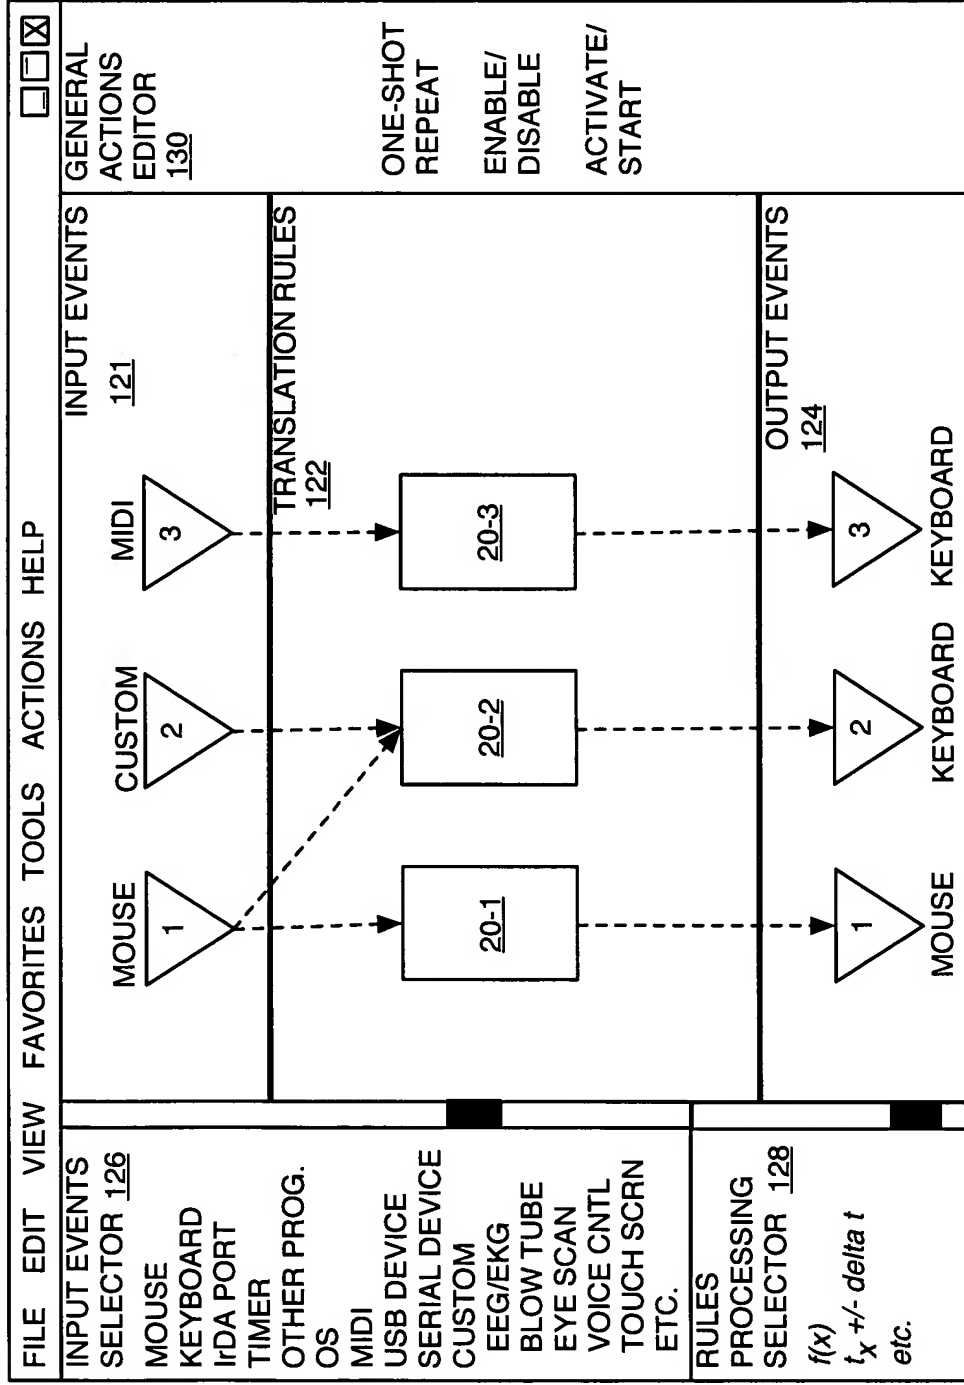 FILE EDIT VIEW FAVORITES TOOLS ACTIONS HELP
INPUT EVENTS
SELECTOR 126
MOUSE
KEYBOARD
IrDA PORT
TIMER
OTHER PROG.
OS
MIDI
USB DEVICE
SERIAL DEVICE
CUSTOM
EEG/EKG
BLOW TUBE
EYE SCAN
VOICE CNTL
TOUCH SCRN
ETC.
RULES
PROCESSING
SELECTOR 128
f(x)
tx +/- delta t
etc.
INPUT EVENTS
121
MOUSE
1
CUSTOM
2
MIDI
3
TRANSLATION RULES
122
20-1
20-2
20-3
OUTPUT EVENTS
124
1
2
3
MOUSE
KEYBOARD
KEYBOARD
GENERAL
ACTIONS
EDITOR
130
ONE-SHOT
REPEAT
ENABLE/
DISABLE
ACTIVATE/
START